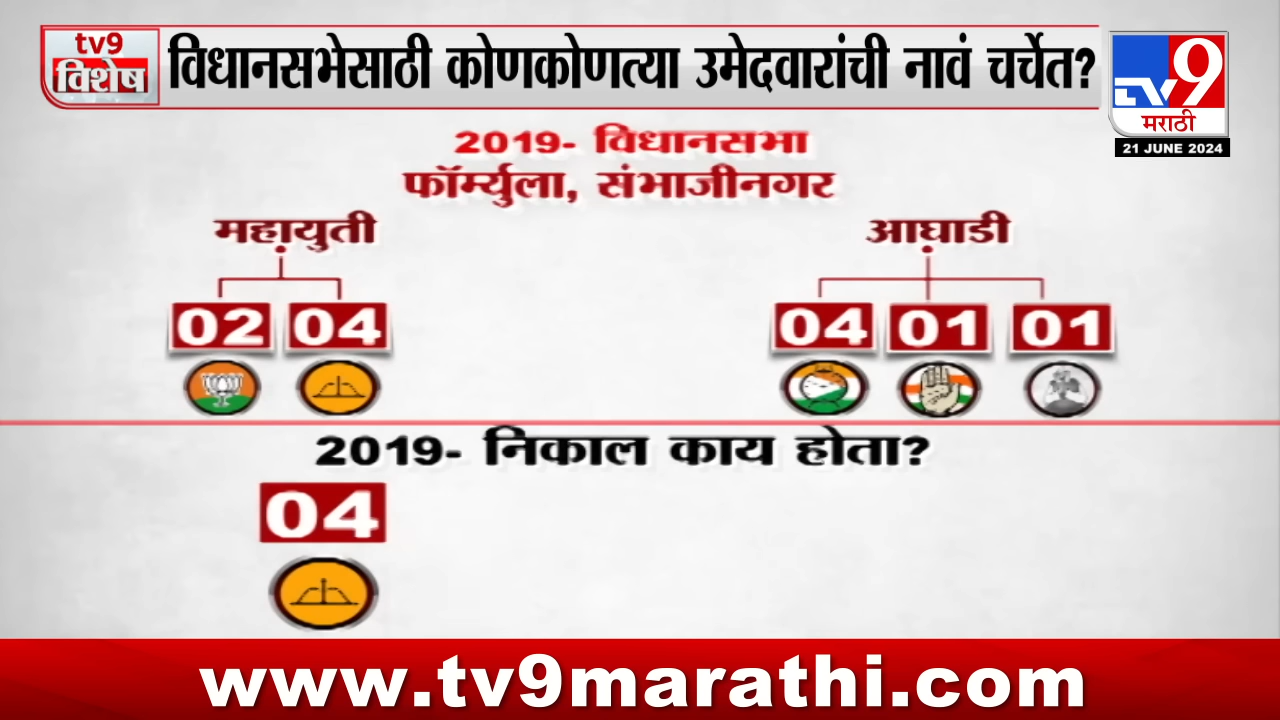 tv9
विशेष
विधानसभेसाठी कोणकोणत्या उमेदवारांची नावं चर्चेत?
TV9
मराठी
21 JUNE 2024
2019- विधानसभा
फॉर्म्युला, संभाजीनगर
महायुती
आघाडी
02 04
04 01 01
2019- निकाल काय होता?
04
www.tv9marathi.com